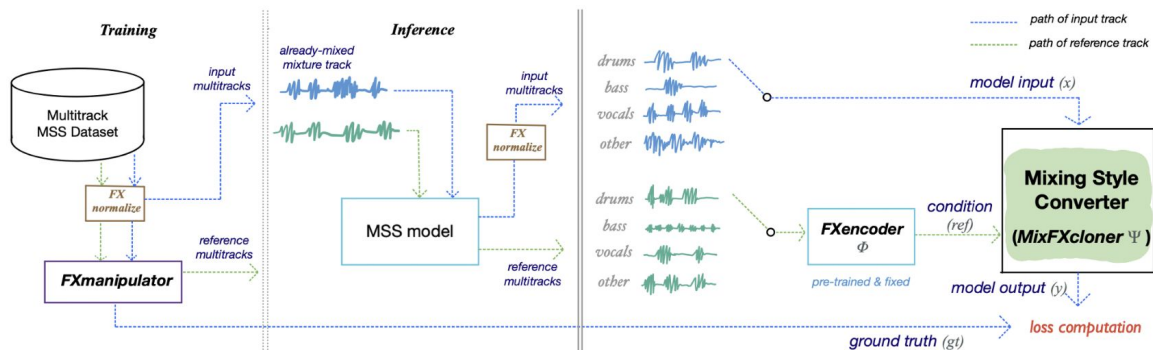 Training
Multitrack
MSS Dataset
FX
normalize
input
multitracks
reference
multitracks
FXmanipulator
Inference
already-mixed
mixture track
input
multitracks
FX
normalize
MSS model
reference
multitracks
drums
bass
vocals
other
drums
bass
vocals
other
path of input track
path of reference track
model input (x)
FXencoder
Φ
pre-trained & fixed
condition
(ref)
Mixing Style
Converter
(MixFXcloner Ψ)
model output (y)
ground truth (gt)
loss computation